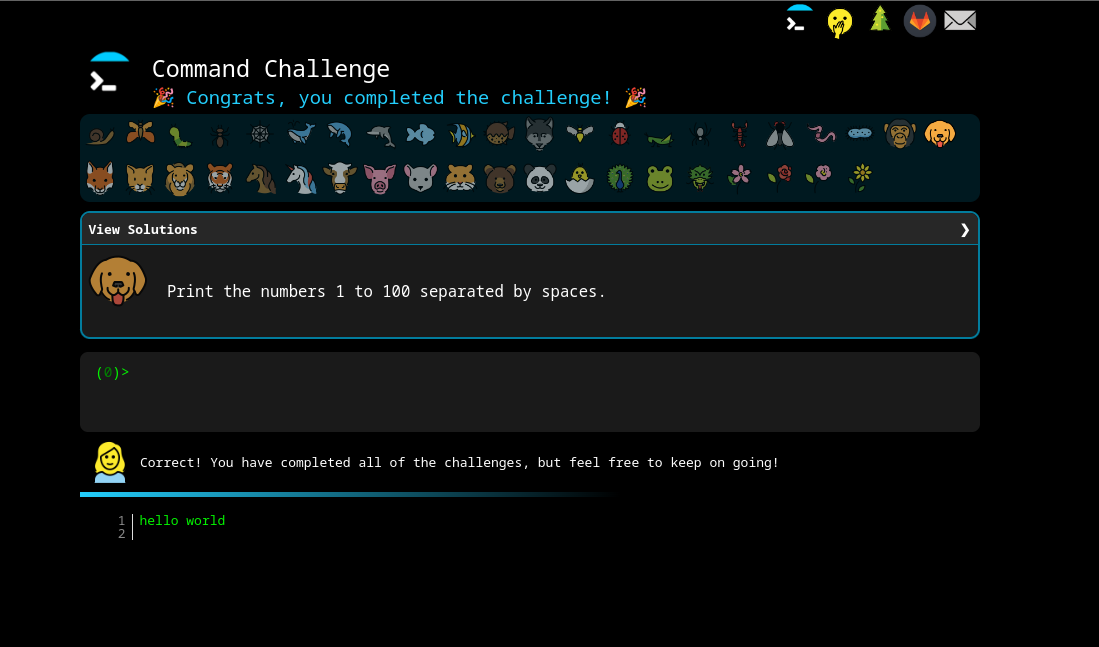 Command Challenge
🎉 Congrats, you completed the challenge! 🎉
View Solutions ❯
Print the numbers 1 to 100 separated by spaces.
(0)>
Correct! You have completed all of the challenges, but feel free to keep on going!
1 hello world
2